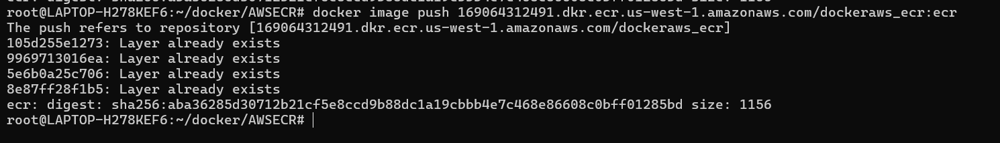 root@LAPTOP-H278KEF6:~/docker/AWSECR# docker image push 169064312491.dkr.ecr.us-west-1.amazonaws.com/dockeraws_ecr:ecr
The push refers to repository [169064312491.dkr.ecr.us-west-1.amazonaws.com/dockeraws_ecr]
105d255e1273: Layer already exists
9969713016ea: Layer already exists
5e6b0a25c706: Layer already exists
8e87ff28f1b5: Layer already exists
ecr: digest: sha256:aba36285d30712b21cf5e8ccd9b88dc1a19cbbb4e7c468e86608c0bff01285bd size: 1156
root@LAPTOP-H278KEF6:~/docker/AWSECR#